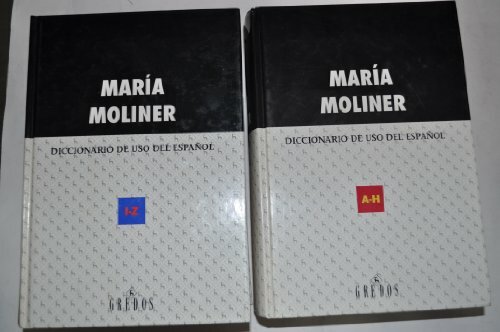 MARÍA
MOLINER
DICCIONARIO DE USO DEL ESPAÑOL
I-Z
GREDOS
MARÍA
MOLINER
DICCIONARIO DE USO DEL ESPAÑOL
A-H
GREDOS